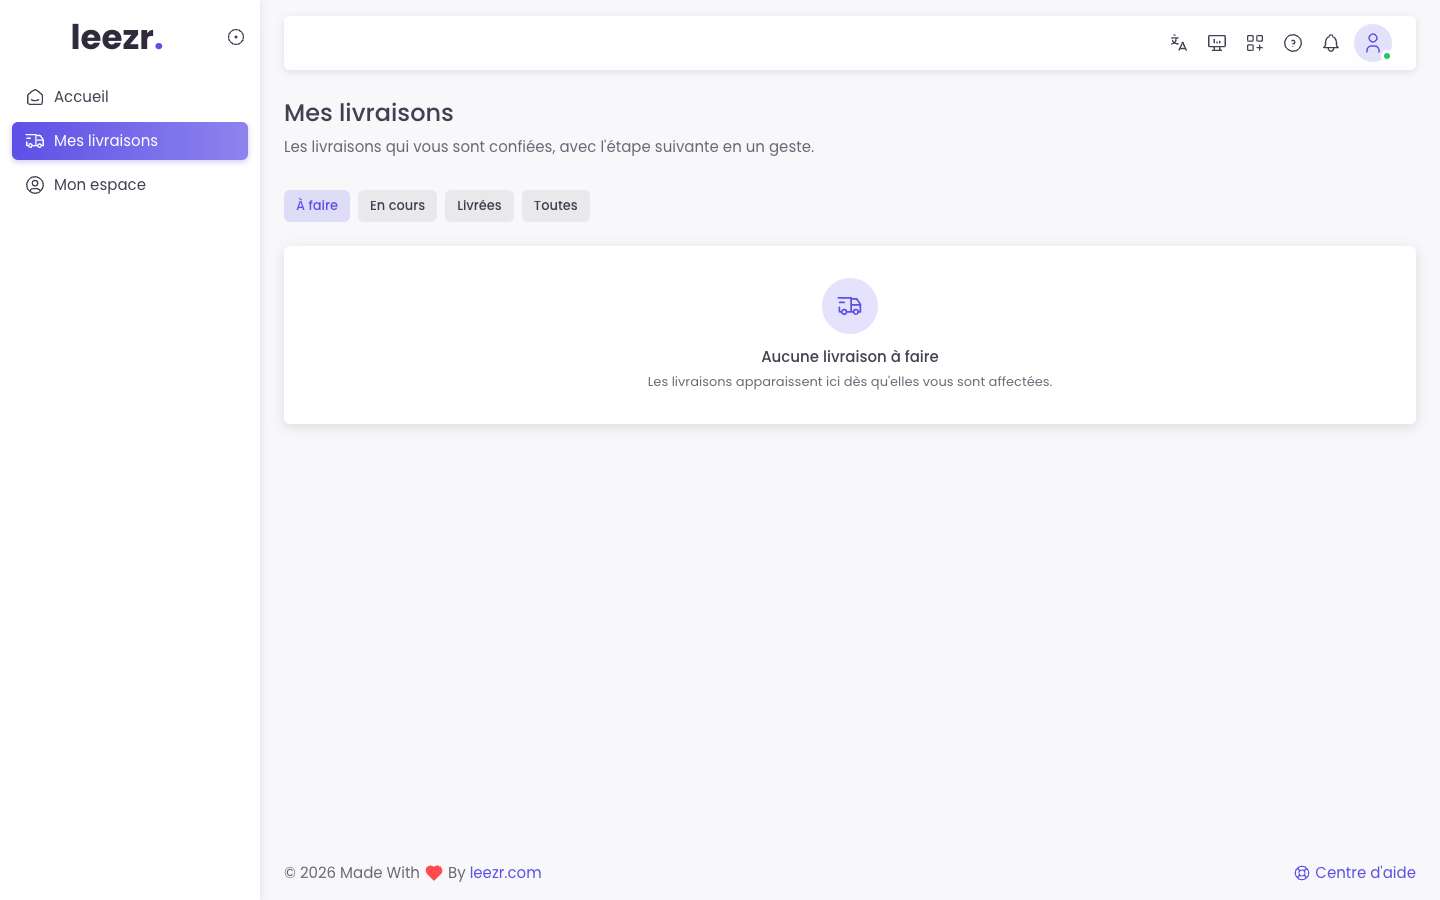 leezr.
Accueil
Mes livraisons
Mon espace
Mes livraisons
Les livraisons qui vous sont confiées, avec l'étape suivante en un geste.
À faire
En cours
Livrées
Toutes
Aucune livraison à faire
Les livraisons apparaissent ici dès qu'elles vous sont affectées.
© 2026 Made With ❤ By leezr.com
Centre d'aide